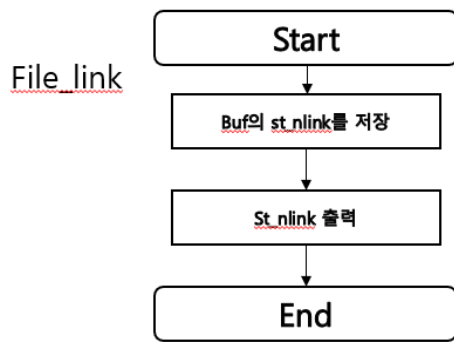 Start
File_link
Buf의 st_nlink를 저장
St_nlink 출력
End